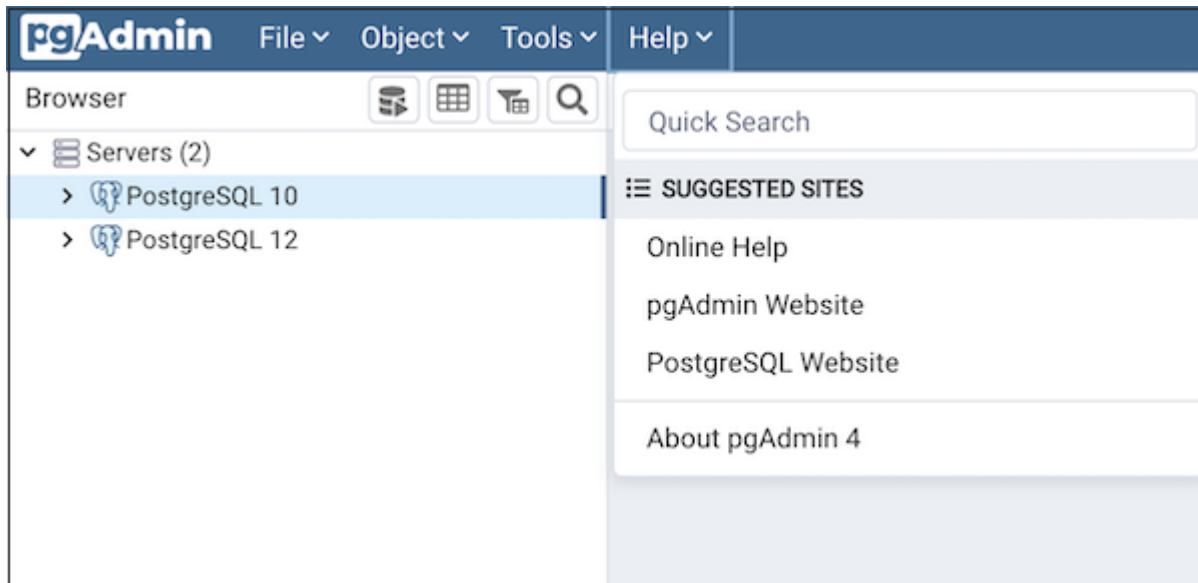 pgAdmin File Object Tools Help
Browser
Servers (2)
PostgreSQL 10
PostgreSQL 12
Quick Search
SUGGESTED SITES
Online Help
pgAdmin Website
PostgreSQL Website
About pgAdmin 4